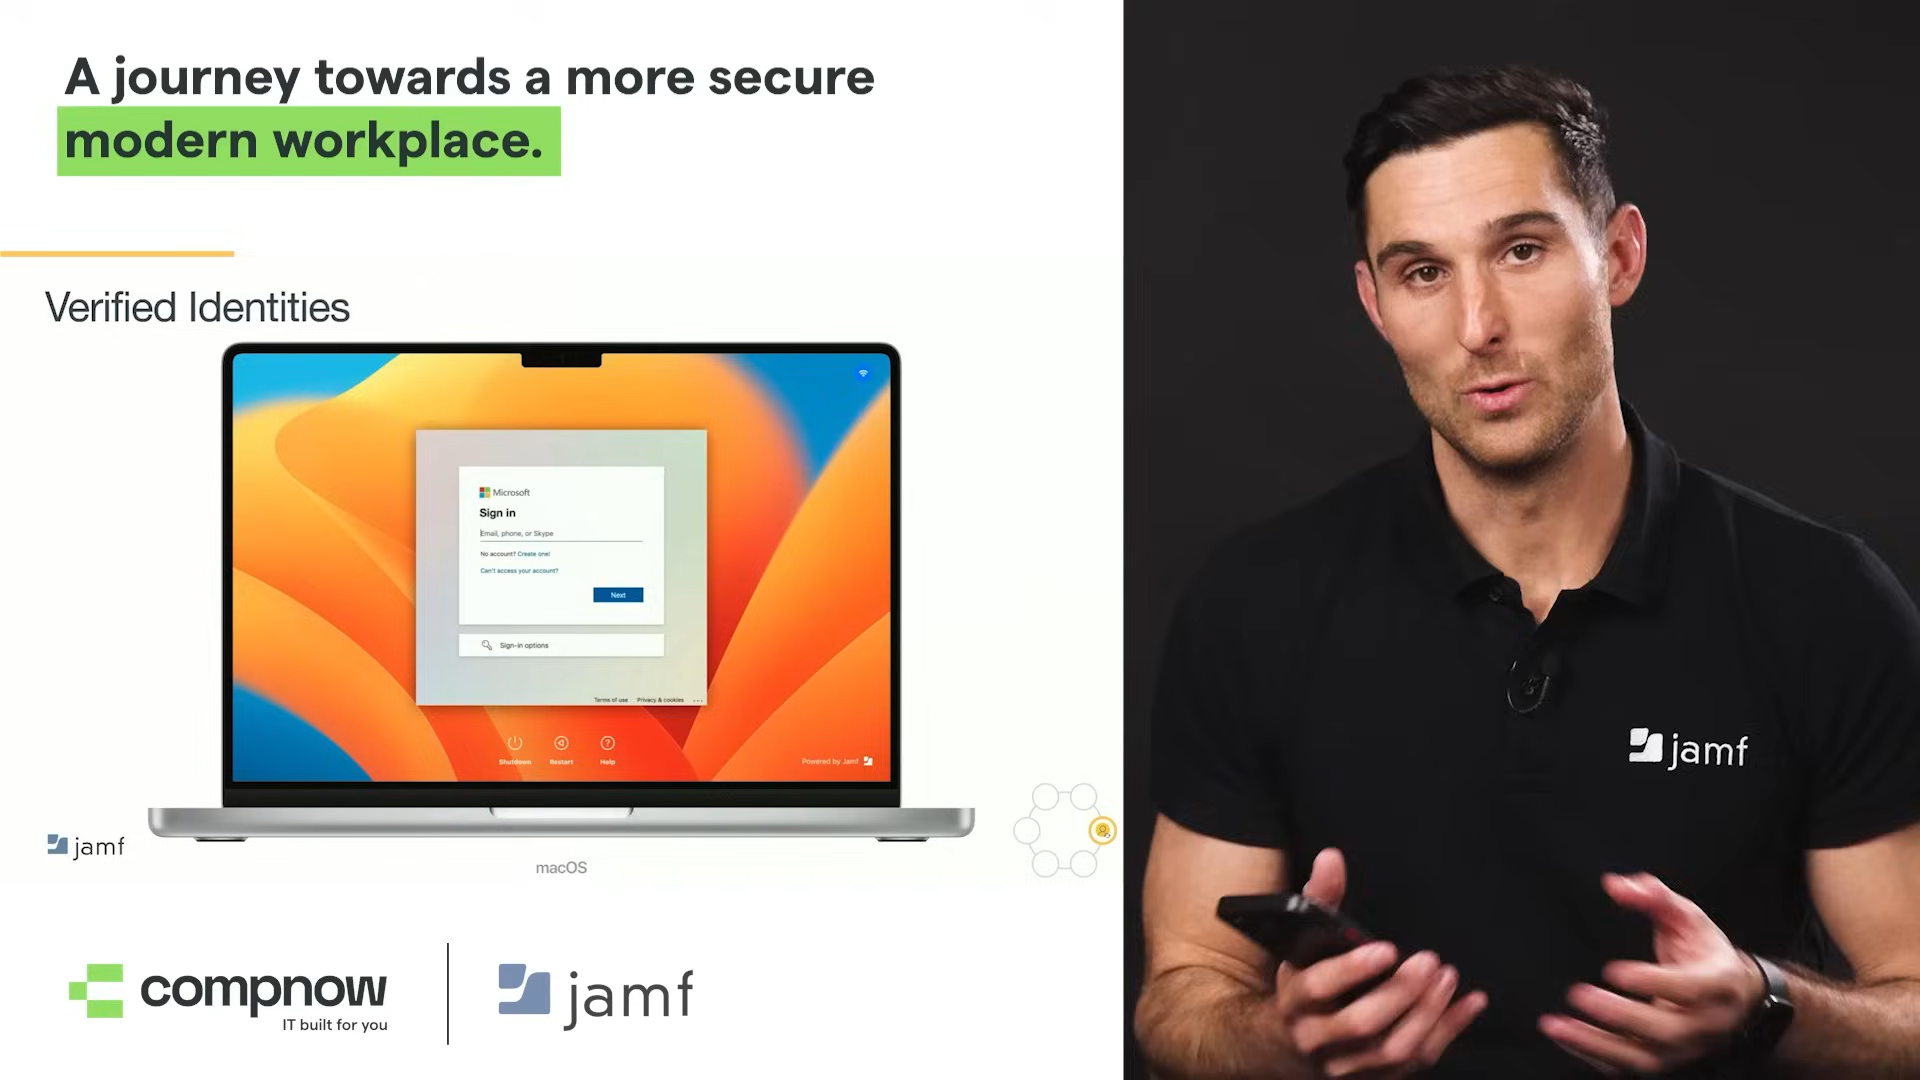 A journey towards a more secure
modern workplace.
Verified Identities
Microsoft
Sign in
Email, phone, or Skype
No account? Create one!
Can't access your account?
Next
Sign-in options
Terms of use Privacy & cookies ...
Shutdown Restart Help
Powered by Jamf
jamf
macOS
compnow
IT built for you
jamf
jamf